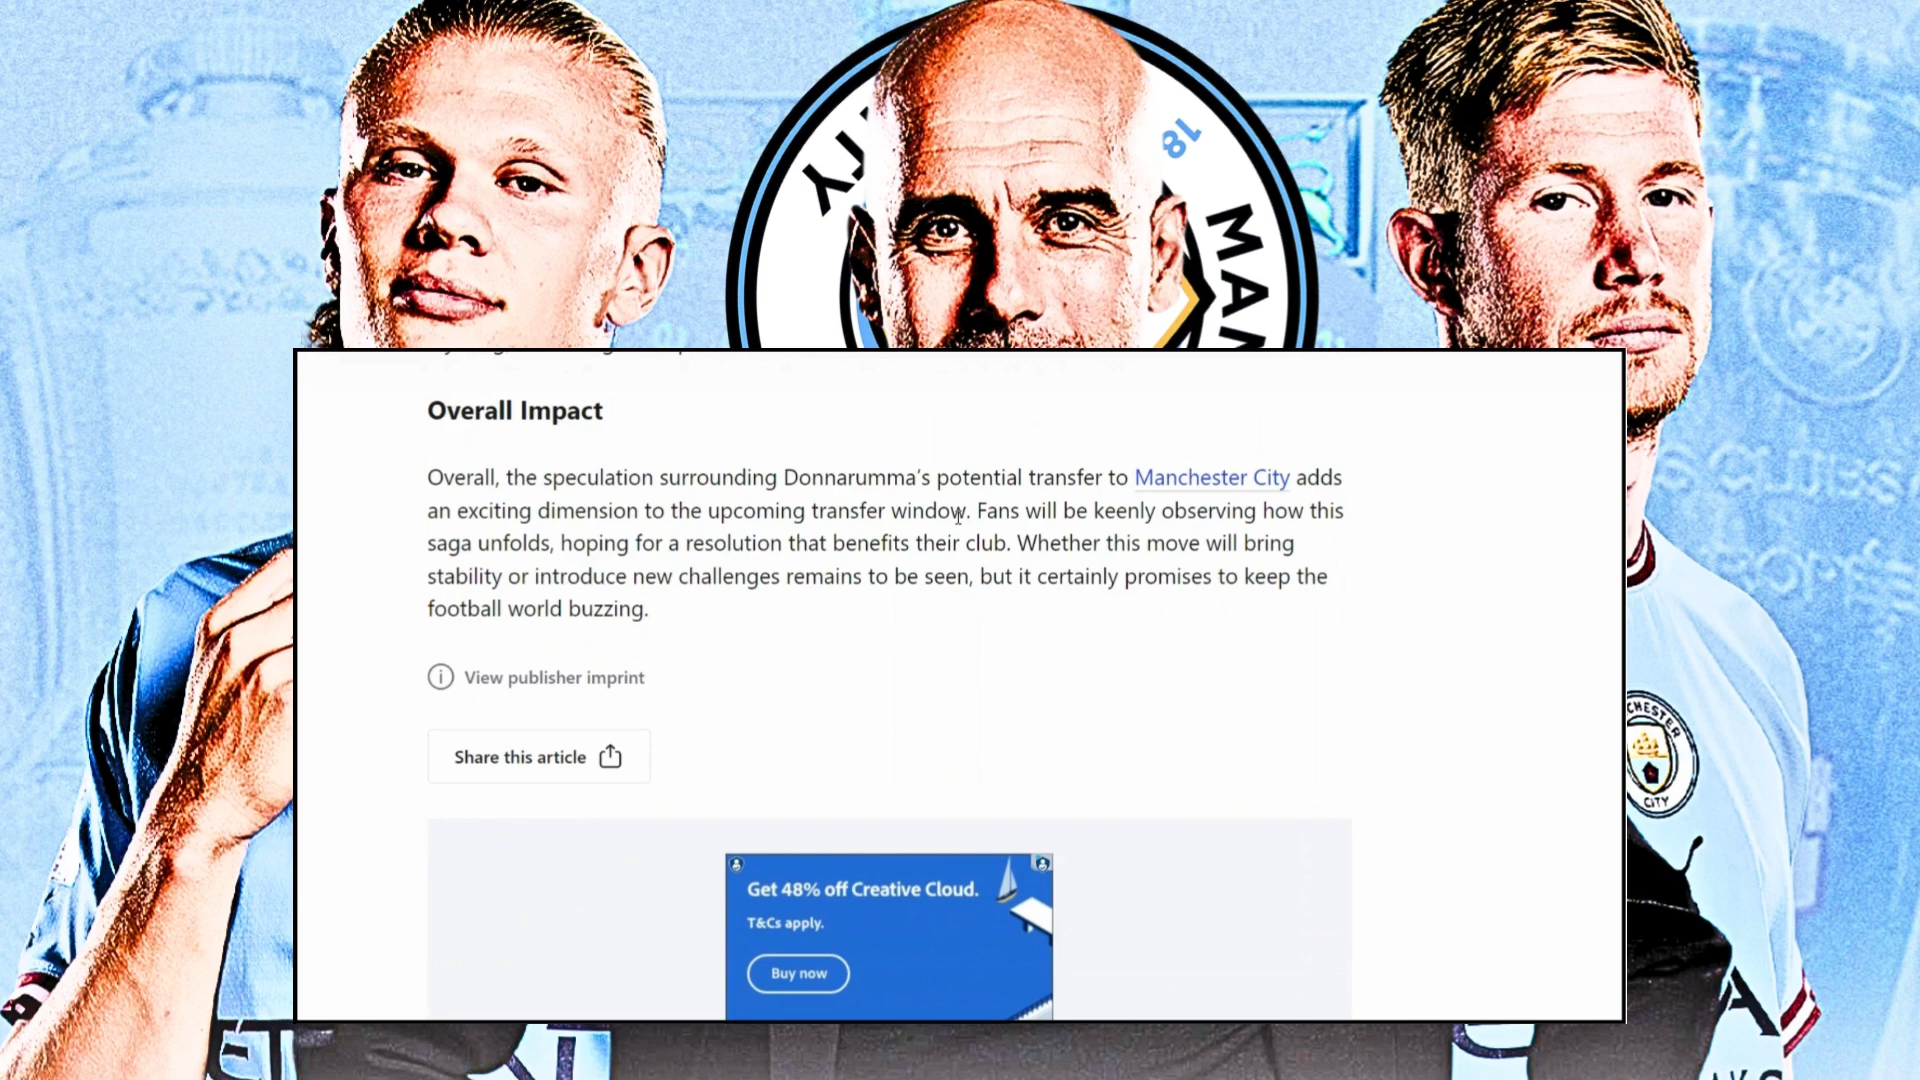 18
MAN
Overall Impact
Overall, the speculation surrounding Donnarumma's potential transfer to Manchester City adds
an exciting dimension to the upcoming transfer window. Fans will be keenly observing how this
saga unfolds, hoping for a resolution that benefits their club. Whether this move will bring
stability or introduce new challenges remains to be seen, but it certainly promises to keep the
football world buzzing.
View publisher imprint
Share this article
CHESTER
CITY
Get 48% off Creative Cloud.
T&Cs apply.
Buy now